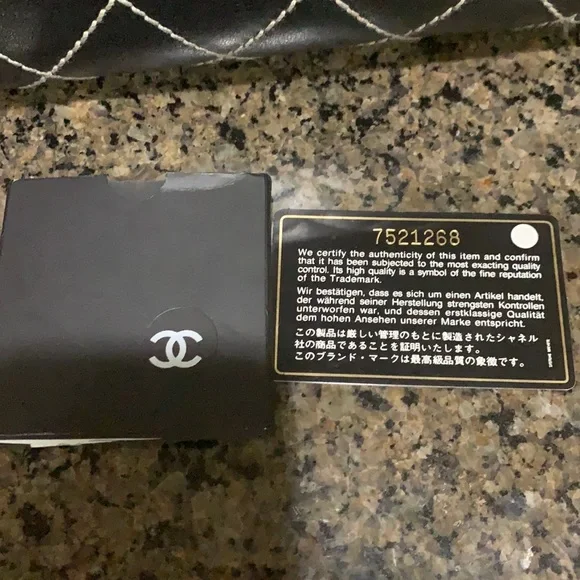 7521268
We certify the authenticity of this item and confirm
that it has been subjected to the most exacting quality
control. Its high quality is a symbol of the fine reputation
of the Trademark.
Wir bestätigen, dass es sich um einen Artikel handelt,
der während seiner Herstellung strengsten Kontrollen
unterworfen war, und dessen erstklassige Qualität
dem hohen Ansehen unserer Marke entspricht.
この製品は厳しい管理のもとに製造されたシャネル
社の商品であることを証明いたします。
このブランド・マークは最高級品質の象徴です。